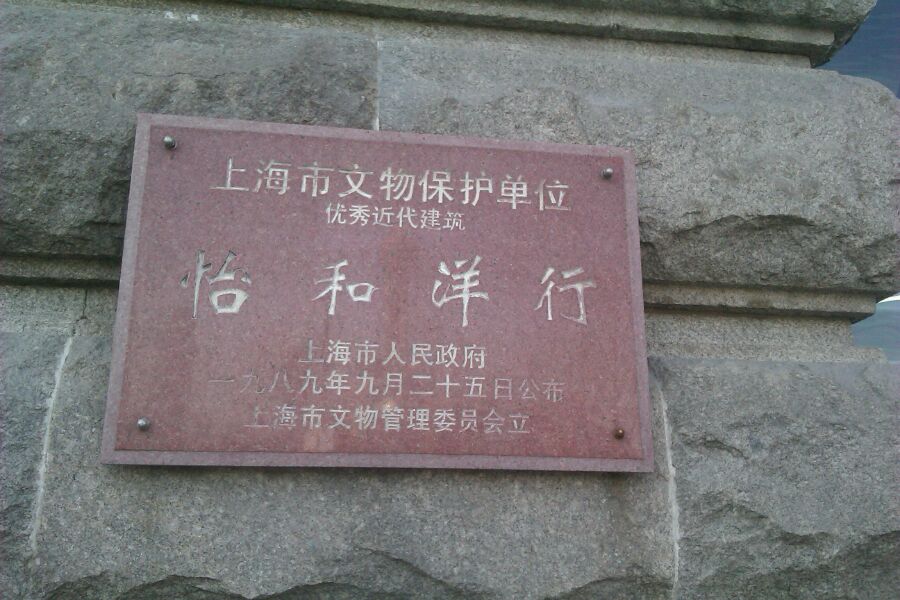 上海市文物保护单位
优秀近代建筑
怡和洋行
上海市人民政府
一九八九年九月二十五日公布
上海市文物管理委员会立